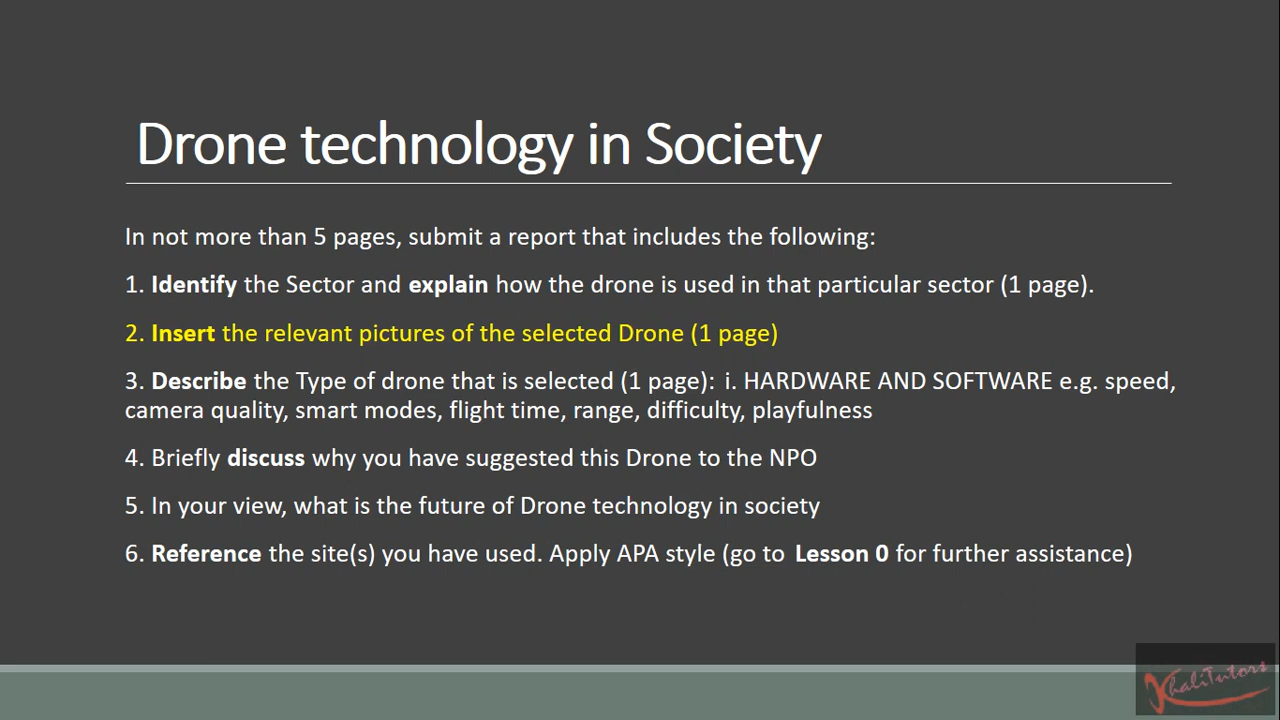 Drone technology in Society
In not more than 5 pages, submit a report that includes the following:
1. Identify the Sector and explain how the drone is used in that particular sector (1 page).
2. Insert the relevant pictures of the selected Drone (1 page)
3. Describe the Type of drone that is selected (1 page): i. HARDWARE AND SOFTWARE e.g. speed,
camera quality, smart modes, flight time, range, difficulty, playfulness
4. Briefly discuss why you have suggested this Drone to the NPO
5. In your view, what is the future of Drone technology in society
6. Reference the site(s) you have used. Apply APA style (go to Lesson 0 for further assistance)
KhaliTutors